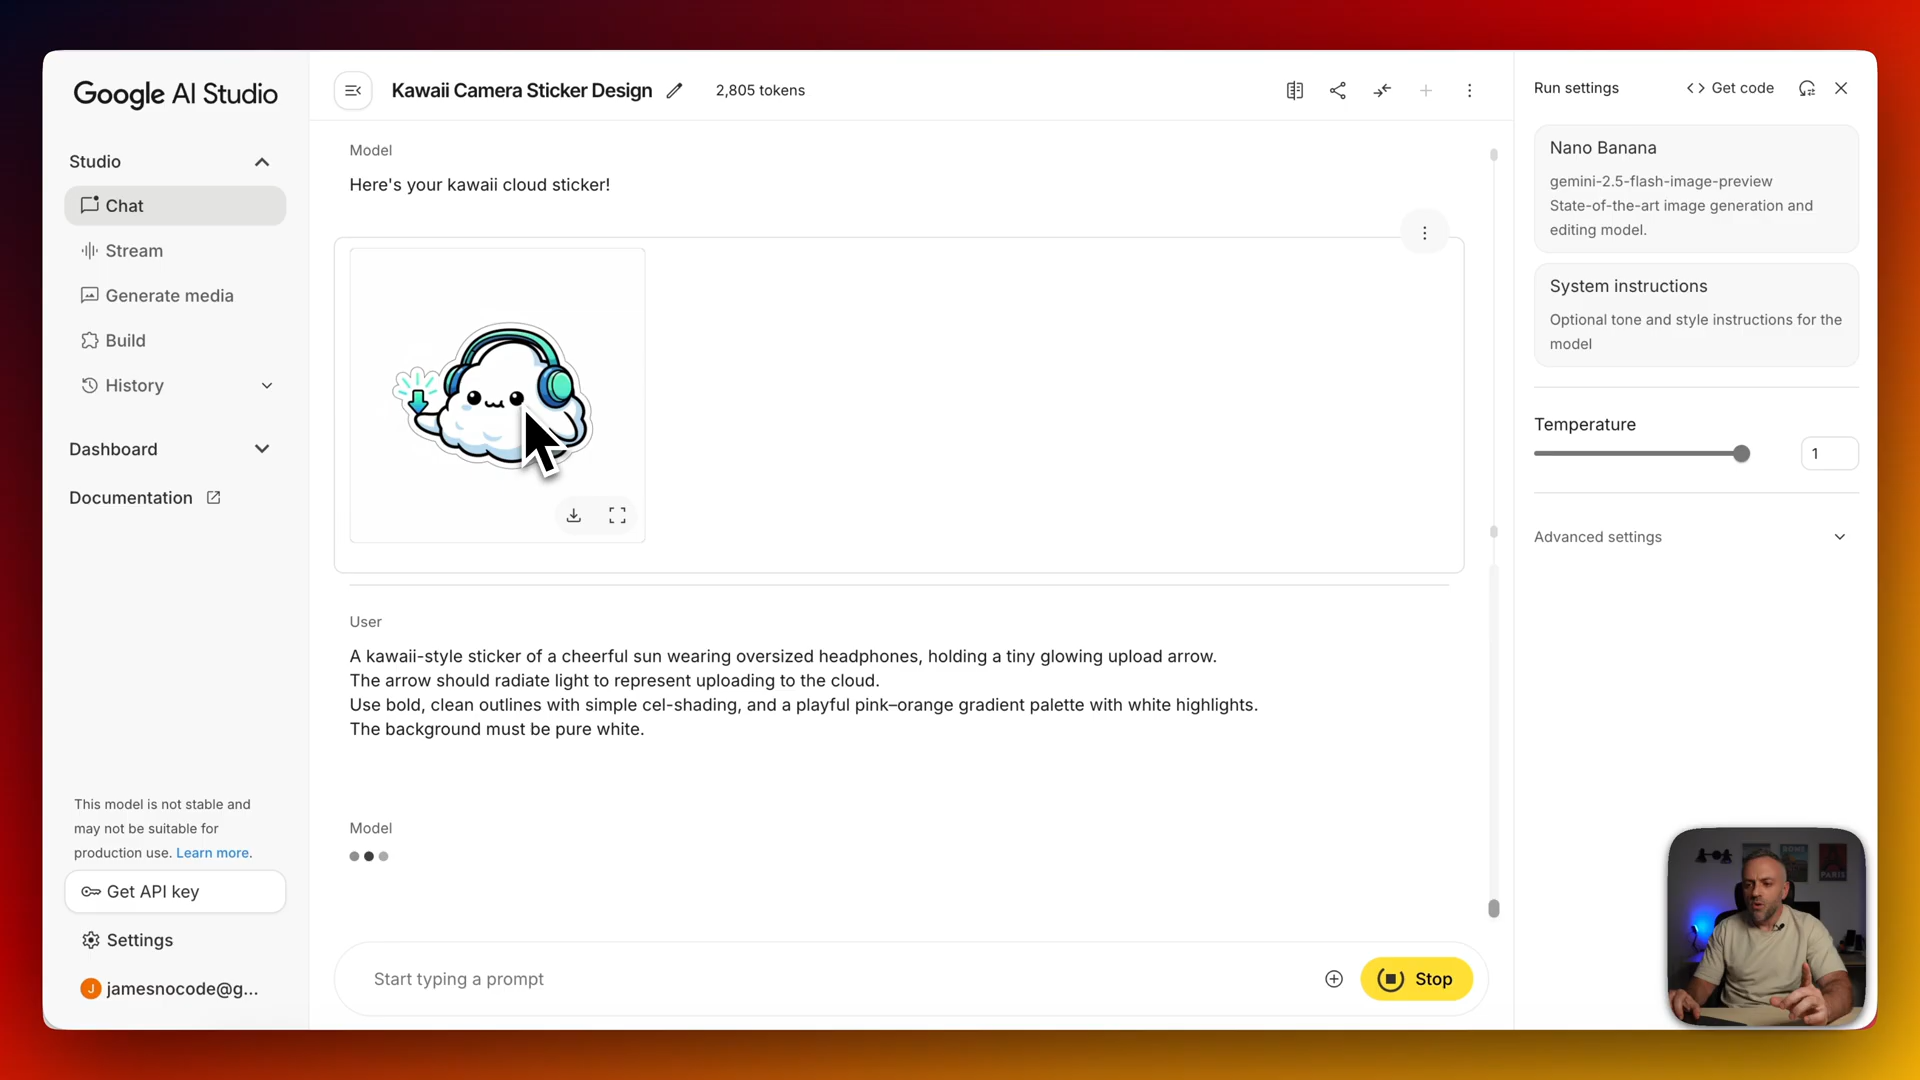 Google AI Studio
Studio
Chat
Stream
Generate media
Build
History
Dashboard
Documentation
This model is not stable and
may not be suitable for
production use. Learn more.
Get API key
Settings
J
jamesnocode@g...
Kawaii Camera Sticker Design
2,805 tokens
Model
Here's your kawaii cloud sticker!
User
A kawaii-style sticker of a cheerful sun wearing oversized headphones, holding a tiny glowing upload arrow.
The arrow should radiate light to represent uploading to the cloud.
Use bold, clean outlines with simple cel-shading, and a playful pink–orange gradient palette with white highlights.
The background must be pure white.
Model
Start typing a prompt
Stop
Run settings
<> Get code
Nano Banana
gemini-2.5-flash-image-preview
State-of-the-art image generation and
editing model.
System instructions
Optional tone and style instructions for the
model
Temperature
1
Advanced settings
ROME
PARIS